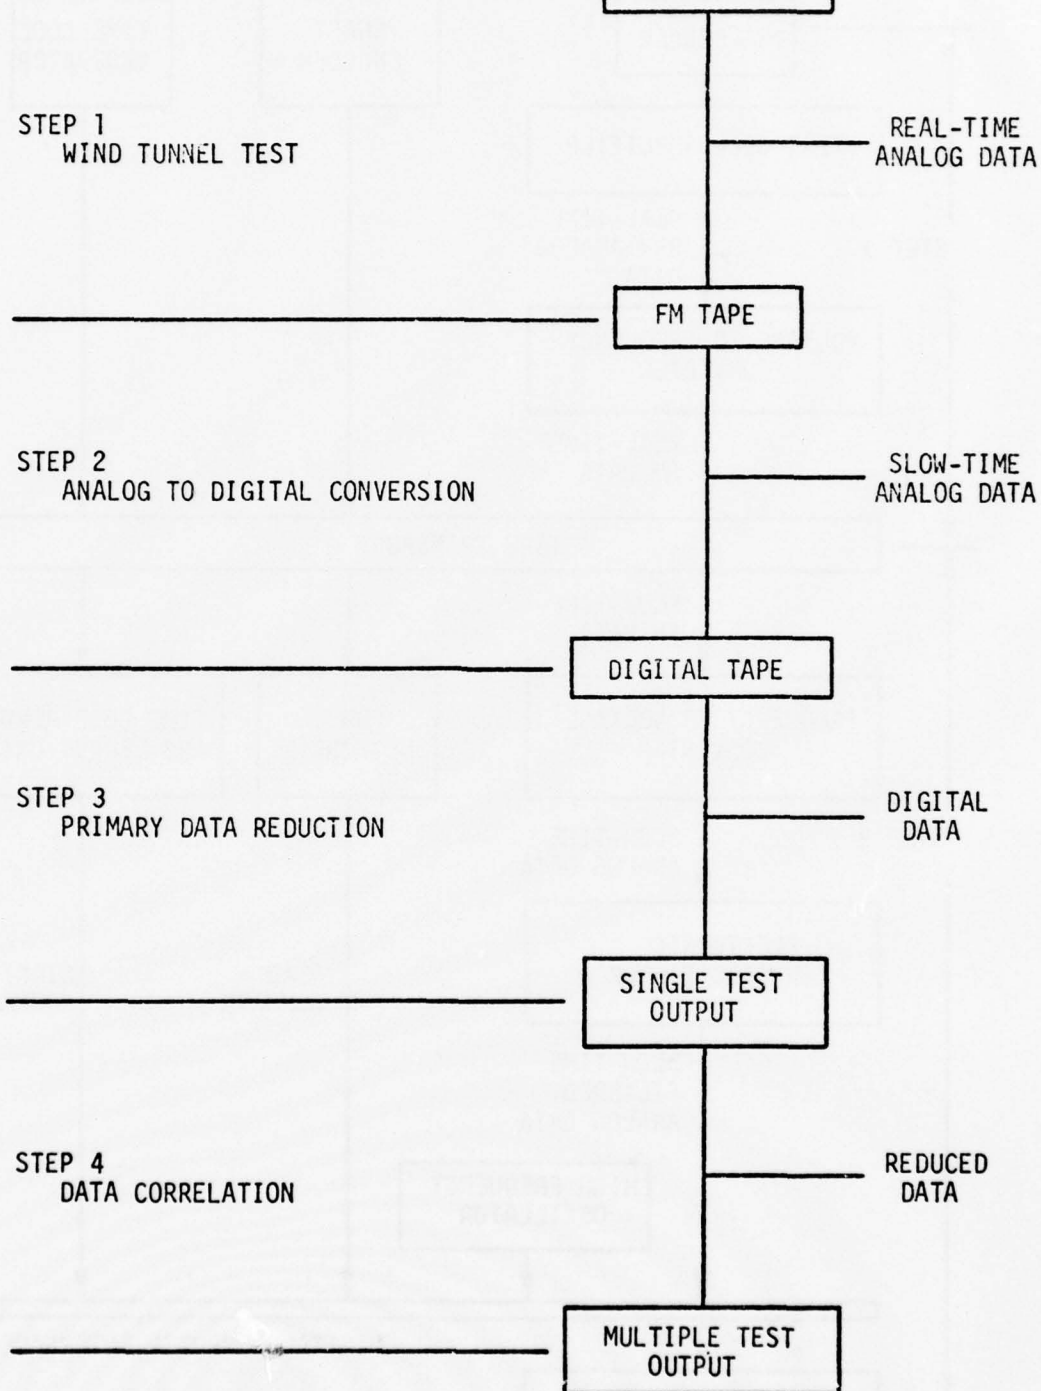 STEP 1
WIND TUNNEL TEST
REAL-TIME
ANALOG DATA
FM TAPE
STEP 2
ANALOG TO DIGITAL CONVERSION
SLOW-TIME
ANALOG DATA
DIGITAL TAPE
STEP 3
PRIMARY DATA REDUCTION
DIGITAL
DATA
SINGLE TEST
OUTPUT
STEP 4
DATA CORRELATION
REDUCED
DATA
MULTIPLE TEST
OUTPUT